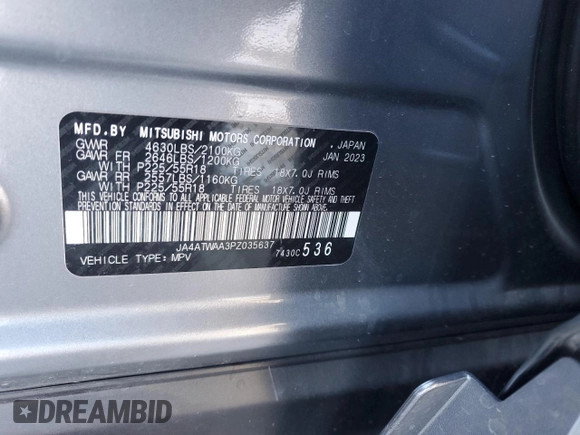 MFD.BY MITSUBISHI MOTORS CORPORATION , JAPAN
GVWR 4630LBS/2100KG JAN 2023
GAWR FR 2646LBS/1200KG
WITH P225/55R18 TIRES 18X7.0J RIMS
GAWR RR 2557LBS/1160KG
WITH P225/55R18 TIRES 18X7.0J RIMS
THIS VEHICLE CONFORMS TO ALL APPLICABLE FEDERAL MOTOR VEHICLE SAFETY, BUMPER
PREVENTION STANDARDS IN EFFECT ON THE DATE OF MANUFACTURE SHOWN ABOVE.
JA4ATWAA3PZ035637
7430C 536
VEHICLE TYPE: MPV
DREAMBID